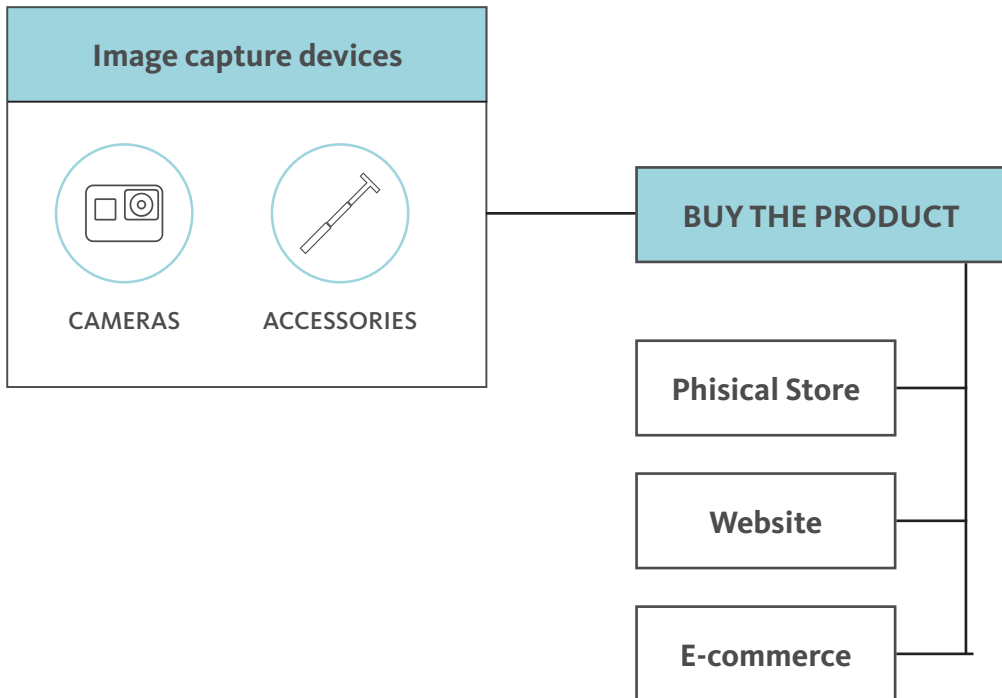 Image capture devices
CAMERAS
ACCESSORIES
BUY THE PRODUCT
Phisical Store
Website
E-commerce